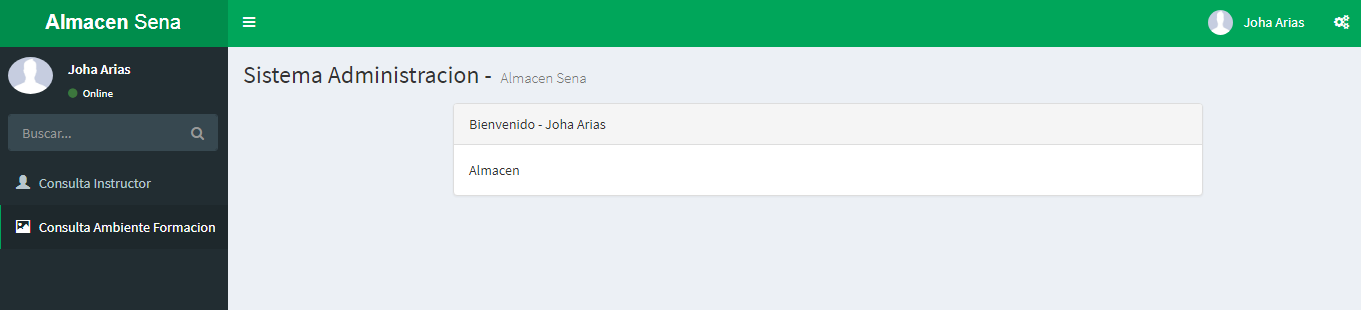 Almacen Sena
Joha Arias
Joha Arias
Online
Buscar...
Consulta Instructor
Consulta Ambiente Formacion
Sistema Administracion - Almacen Sena
Bienvenido - Joha Arias
Almacen